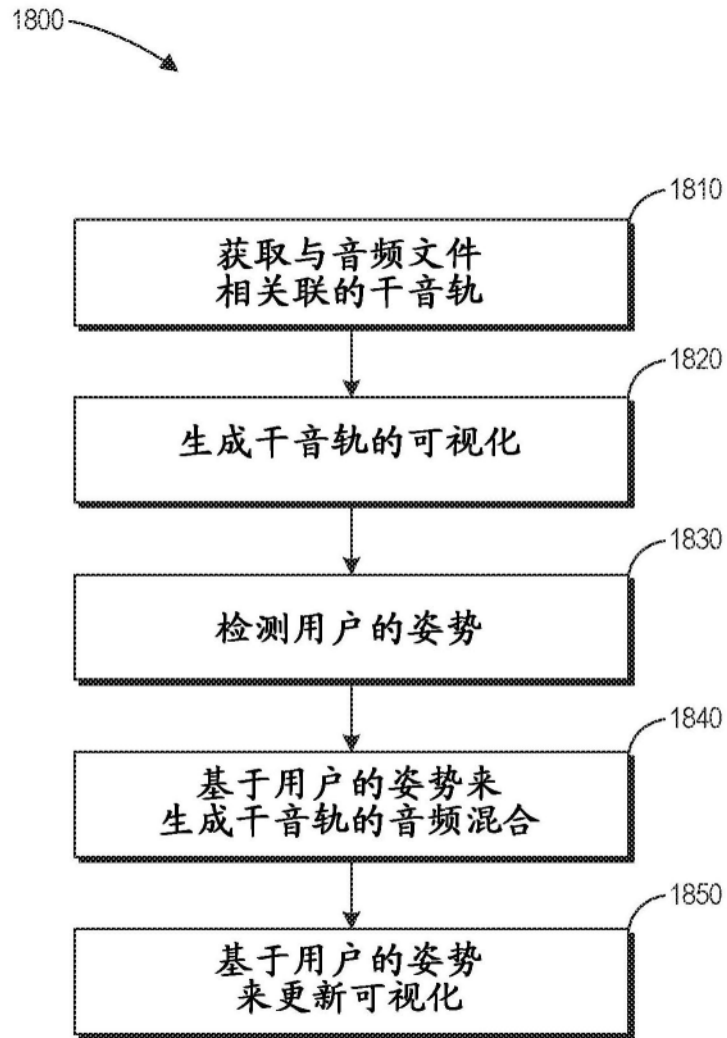 1800
1810
获取与音频文件
相关联的干音轨
1820
生成干音轨的可视化
1830
检测用户的姿势
1840
基于用户的姿势来
生成干音轨的音频混合
1850
基于用户的姿势
来更新可视化